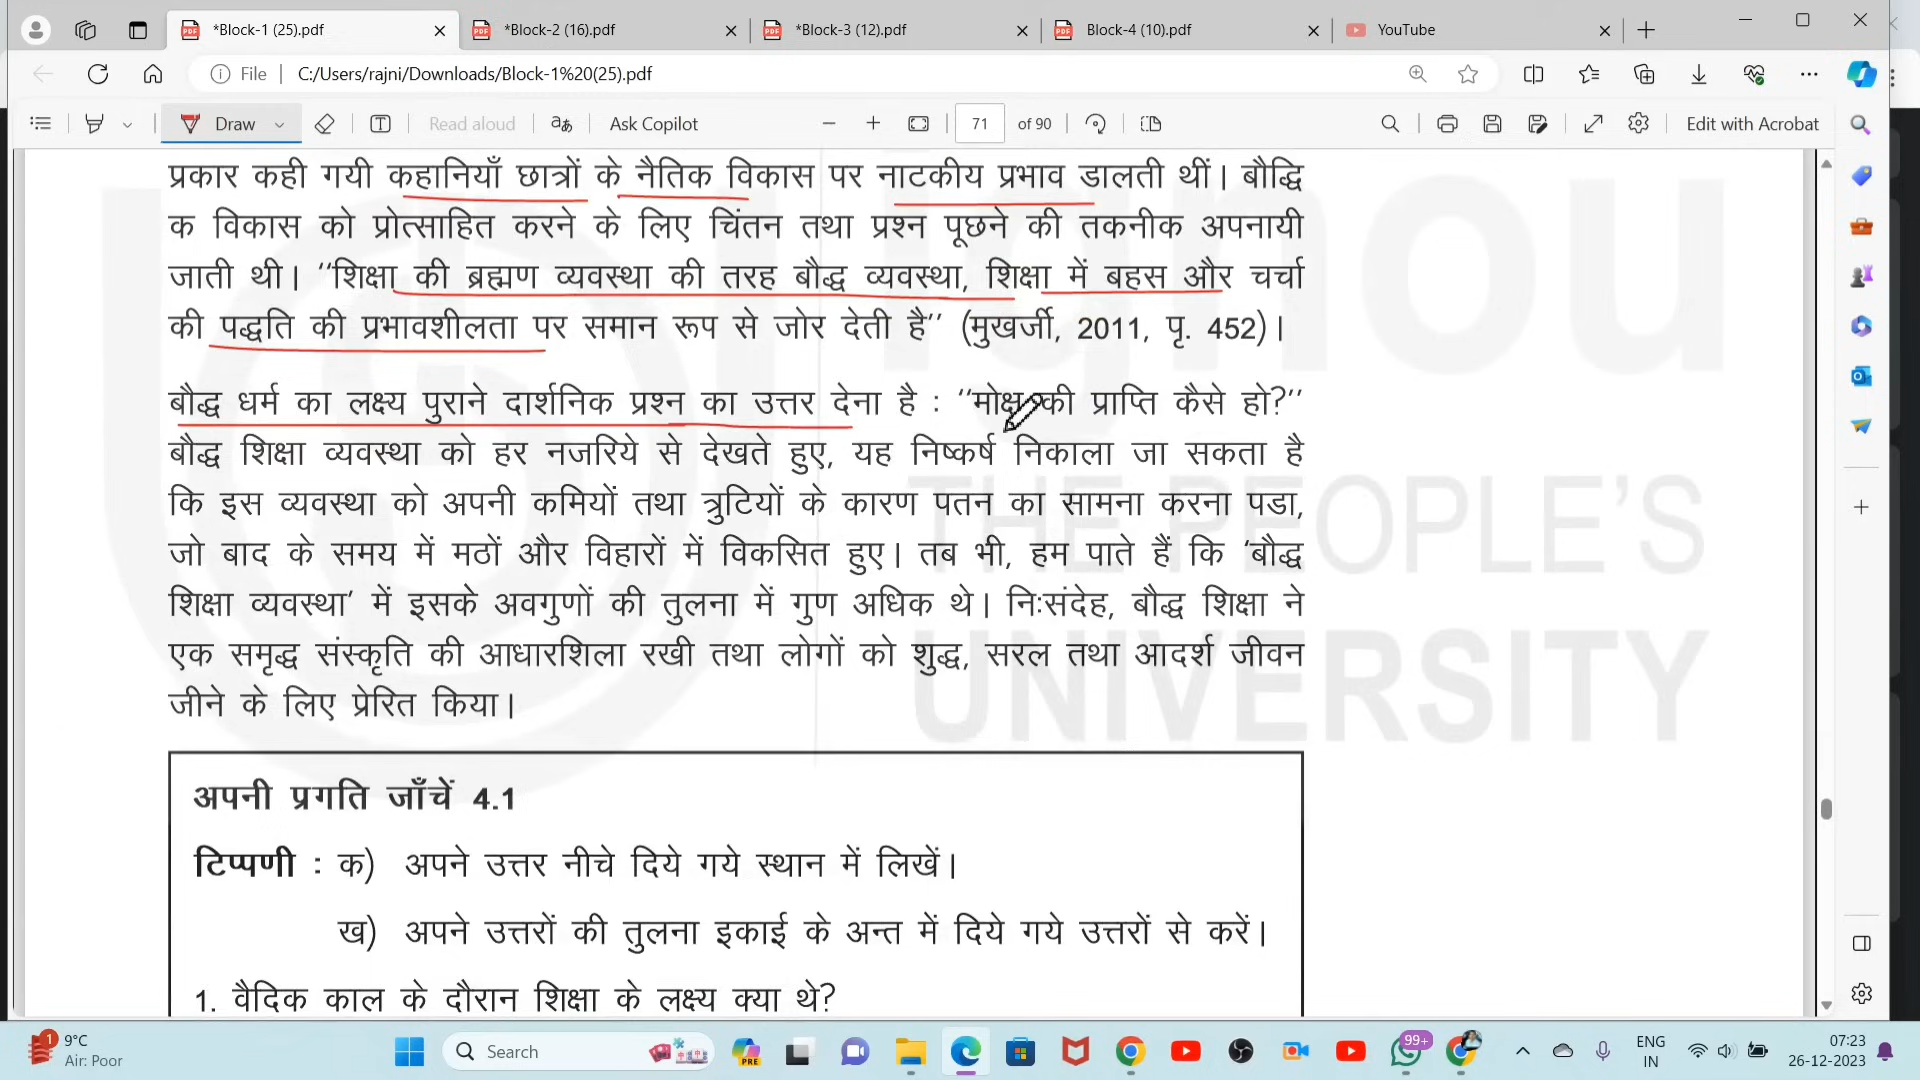 *Block-1 (25).pdf
*Block-2 (16).pdf
*Block-3 (12).pdf
Block-4 (10).pdf
YouTube
File
C:/Users/rajni/Downloads/Block-1%20(25).pdf
Draw
Read aloud
Ask Copilot
71
of 90
Edit with Acrobat
प्रकार कही गयी कहानियाँ छात्रों के नैतिक विकास पर नाटकीय प्रभाव डालती थीं। बौद्धि
क विकास को प्रोत्साहित करने के लिए चिंतन तथा प्रश्न पूछने की तकनीक अपनायी
जाती थी। ‘‘शिक्षा की ब्रह्मण व्यवस्था की तरह बौद्ध व्यवस्था, शिक्षा में बहस और चर्चा
की पद्धति की प्रभावशीलता पर समान रूप से जोर देती है’’ (मुखर्जी, 2011, पृ. 452)।
बौद्ध धर्म का लक्ष्य पुराने दार्शनिक प्रश्न का उत्तर देना है : ‘‘मोक्ष की प्राप्ति कैसे हो?’’
बौद्ध शिक्षा व्यवस्था को हर नजरिये से देखते हुए, यह निष्कर्ष निकाला जा सकता है
कि इस व्यवस्था को अपनी कमियों तथा त्रुटियों के कारण पतन का सामना करना पडा,
जो बाद के समय में मठों और विहारों में विकसित हुए। तब भी, हम पाते हैं कि ‘बौद्ध
शिक्षा व्यवस्था’ में इसके अवगुणों की तुलना में गुण अधिक थे। निःसंदेह, बौद्ध शिक्षा ने
एक समृद्ध संस्कृति की आधारशिला रखी तथा लोगों को शुद्ध, सरल तथा आदर्श जीवन
जीने के लिए प्रेरित किया।
ignou
THE PEOPLE'S
UNIVERSITY
अपनी प्रगति जाँचें 4.1
टिप्पणी : क) अपने उत्तर नीचे दिये गये स्थान में लिखें।
ख) अपने उत्तरों की तुलना इकाई के अन्त में दिये गये उत्तरों से करें।
1. वैदिक काल के दौरान शिक्षा के लक्ष्य क्या थे?
1
9°C
Air: Poor
Search
PRE
99+
ENG
IN
07:23
26-12-2023